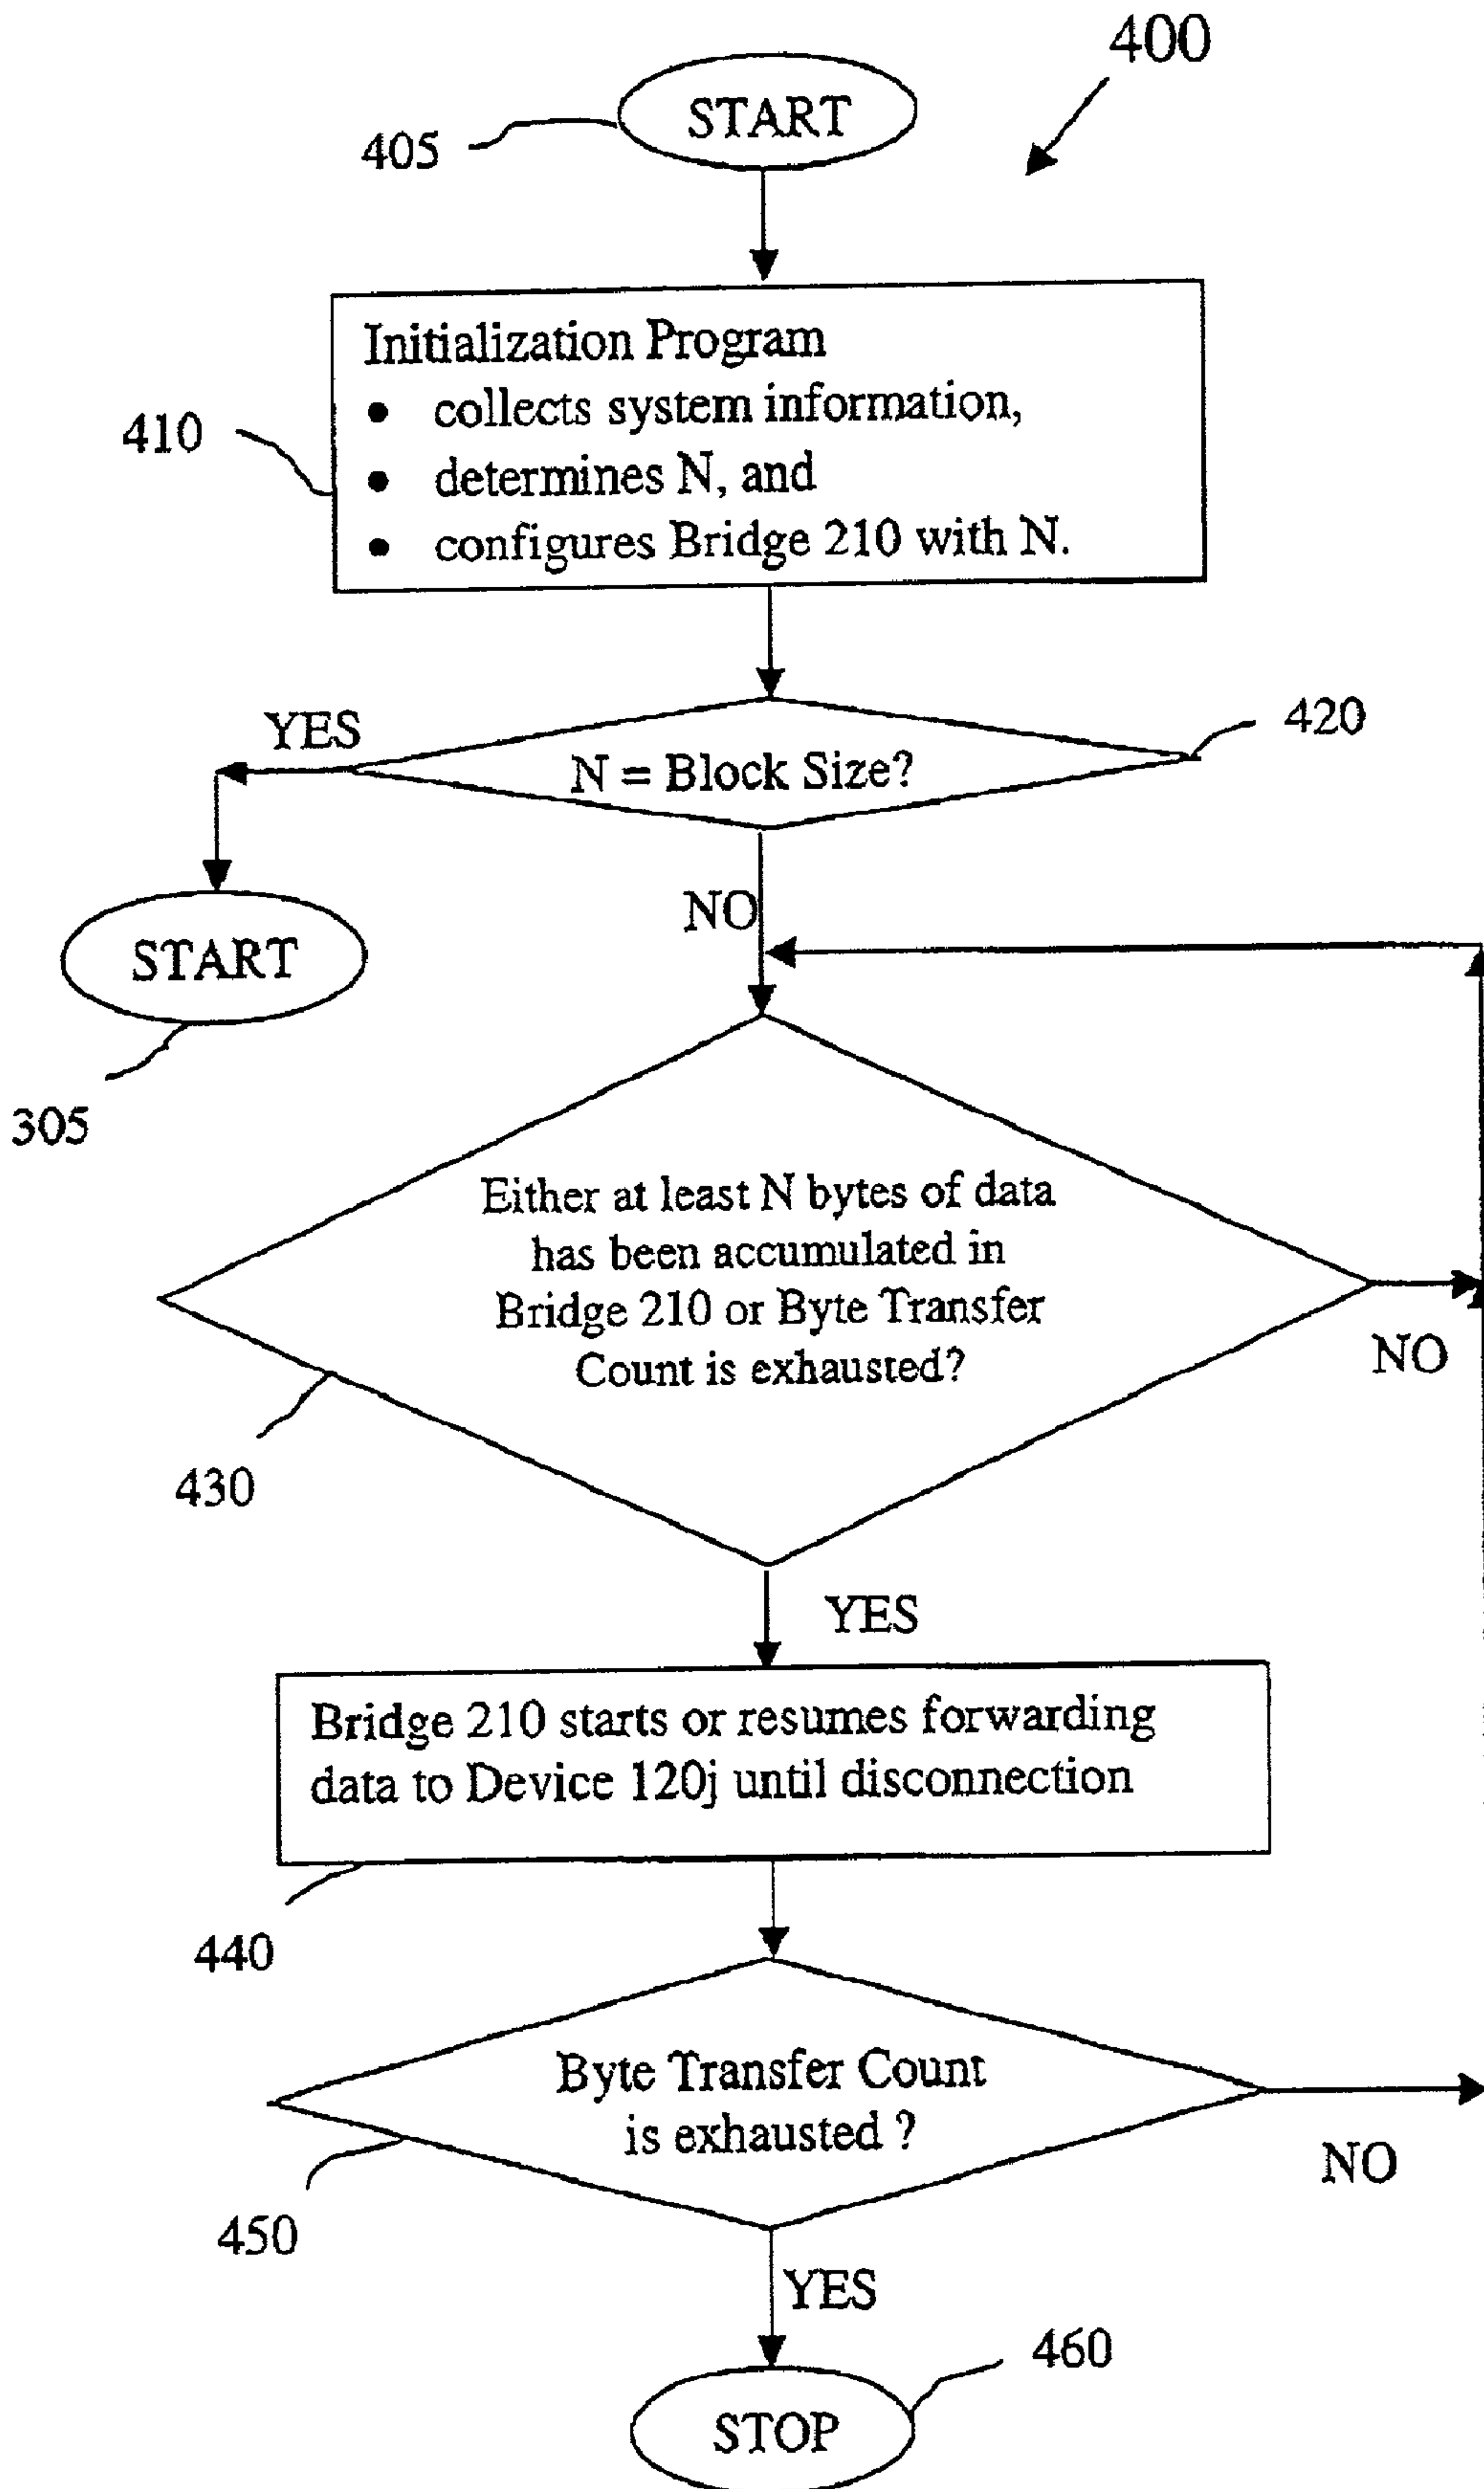 400
START
405
Initialization Program
• collects system information,
410
• determines N, and
• configures Bridge 210 with N.
YES
420
N = Block Size?
NO
START
305
Either at least N bytes of data
has been accumulated in
Bridge 210 or Byte Transfer
Count is exhausted?
NO
430
YES
Bridge 210 starts or resumes forwarding
data to Device 120j until disconnection
440
Byte Transfer Count
is exhausted ?
NO
450
YES
460
STOP